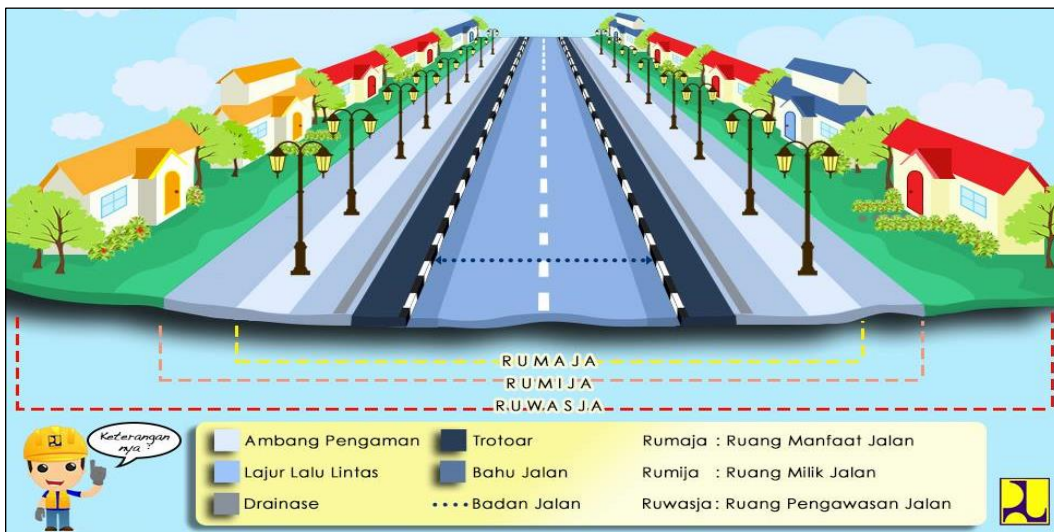 RUMAJA
RUMIJA
RUWASJA
Keterangan
nya?
Ambang Pengaman
Lajur Lalu Lintas
Drainase
Trotoar
Bahu Jalan
Badan Jalan
Rumaja : Ruang Manfaat Jalan
Rumija : Ruang Milik Jalan
Ruwasja : Ruang Pengawasan Jalan